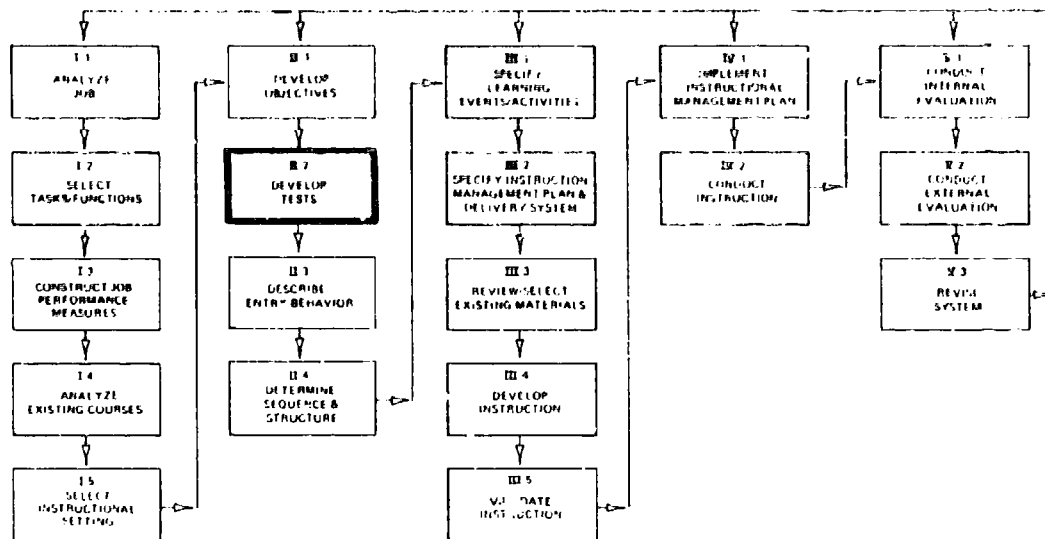 I 1
ANALYZE
JOB
I 2
SELECT
TASKS/FUNCTIONS
I 3
CONSTRUCT JOB
PERFORMANCE
MEASURES
I 4
ANALYZE
EXISTING COURSES
I 5
SELECT
INSTRUCTIONAL
SETTING
II 1
DEVELOP
OBJECTIVES
II 2
DEVELOP
TESTS
II 3
DESCRIBE
ENTRY BEHAVIOR
II 4
DETERMINE
SEQUENCE &
STRUCTURE
III 1
SPECIFY
LEARNING
EVENTS/ACTIVITIES
III 2
SPECIFY INSTRUCTION
MANAGEMENT PLAN &
DELIVERY SYSTEM
III 3
REVIEW/SELECT
EXISTING MATERIALS
III 4
DEVELOP
INSTRUCTION
III 5
VALIDATE
INSTRUCTION
IV 1
IMPLEMENT
INSTRUCTIONAL
MANAGEMENT PLAN
IV 2
CONDUCT
INSTRUCTION
V 1
CONDUCT
INTERNAL
EVALUATION
V 2
CONDUCT
EXTERNAL
EVALUATION
V 3
REVISE
SYSTEM